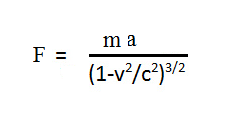 F = m a
(1-v²/c²)³/²